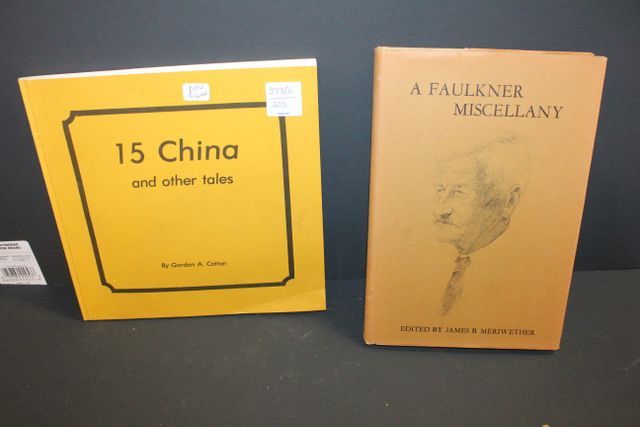 15 China
and other tales
By Gordon A. Cotton
A FAULKNER
MISCELLANY
EDITED BY JAMES B. MERIWETHER